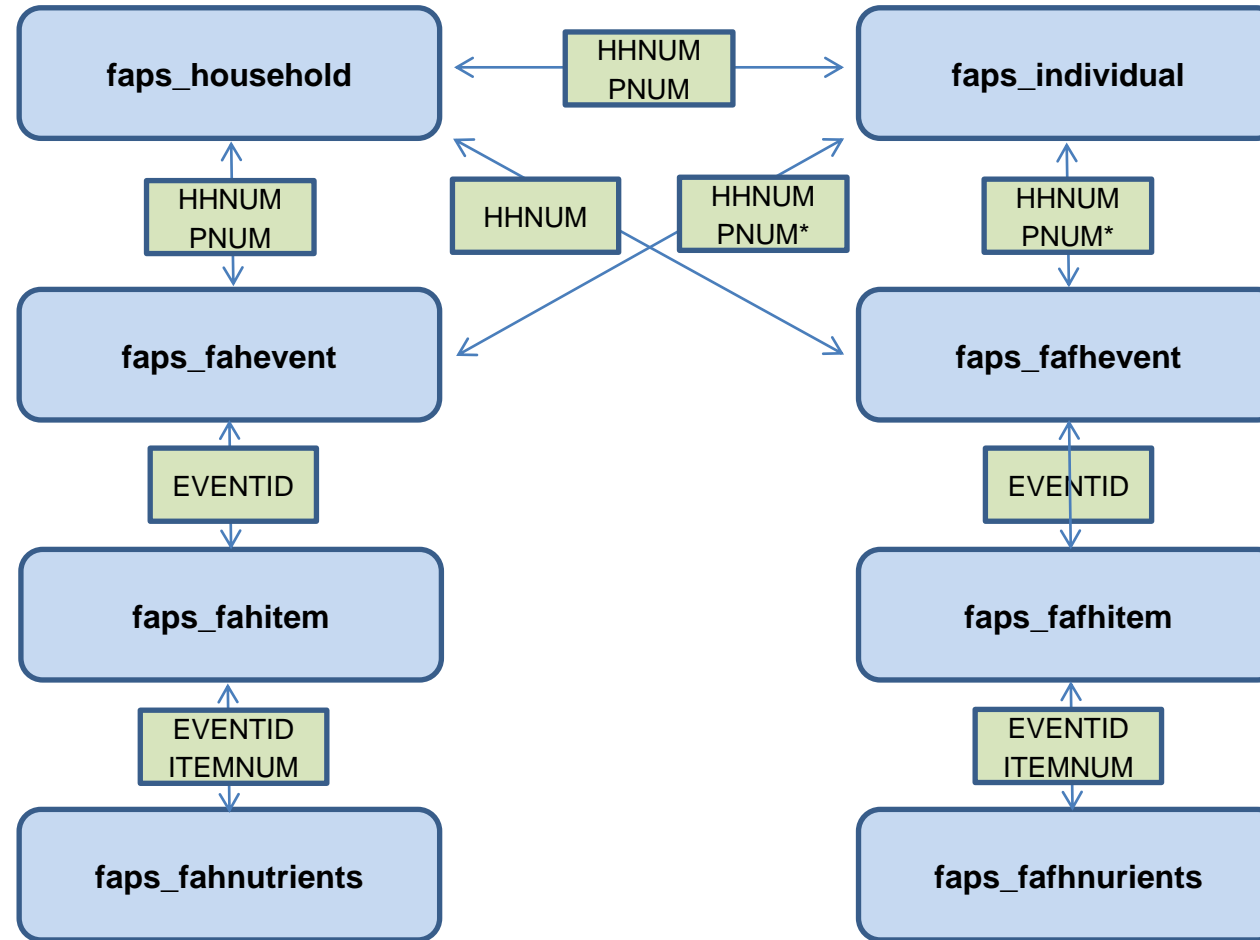 faps_household
HHNUM
PNUM
faps_individual
HHNUM
PNUM
HHNUM
HHNUM
PNUM*
HHNUM
PNUM*
faps_fahevent
faps_fafhevent
EVENTID
EVENTID
faps_fahitem
faps_fafhitem
EVENTID
ITEMNUM
EVENTID
ITEMNUM
faps_fahnutrients
faps_fafhnurients